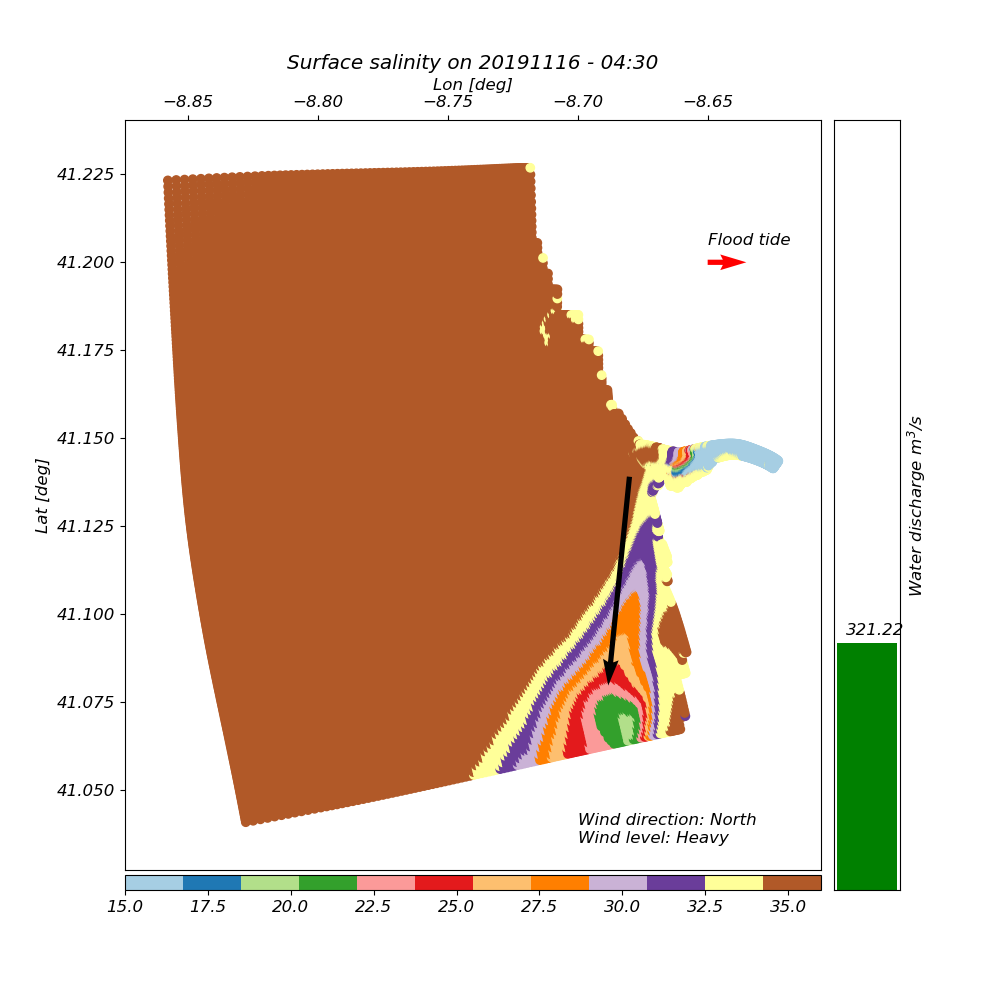 Surface salinity on 20191116 - 04:30
Lon [deg]
−8.85 −8.80 −8.75 −8.70 −8.65
41.225
41.200
41.175
41.150
41.125
41.100
41.075
41.050
Lat [deg]
Flood tide
Wind direction: North
Wind level: Heavy
15.0 17.5 20.0 22.5 25.0 27.5 30.0 32.5 35.0
321.22
Water discharge m³/s